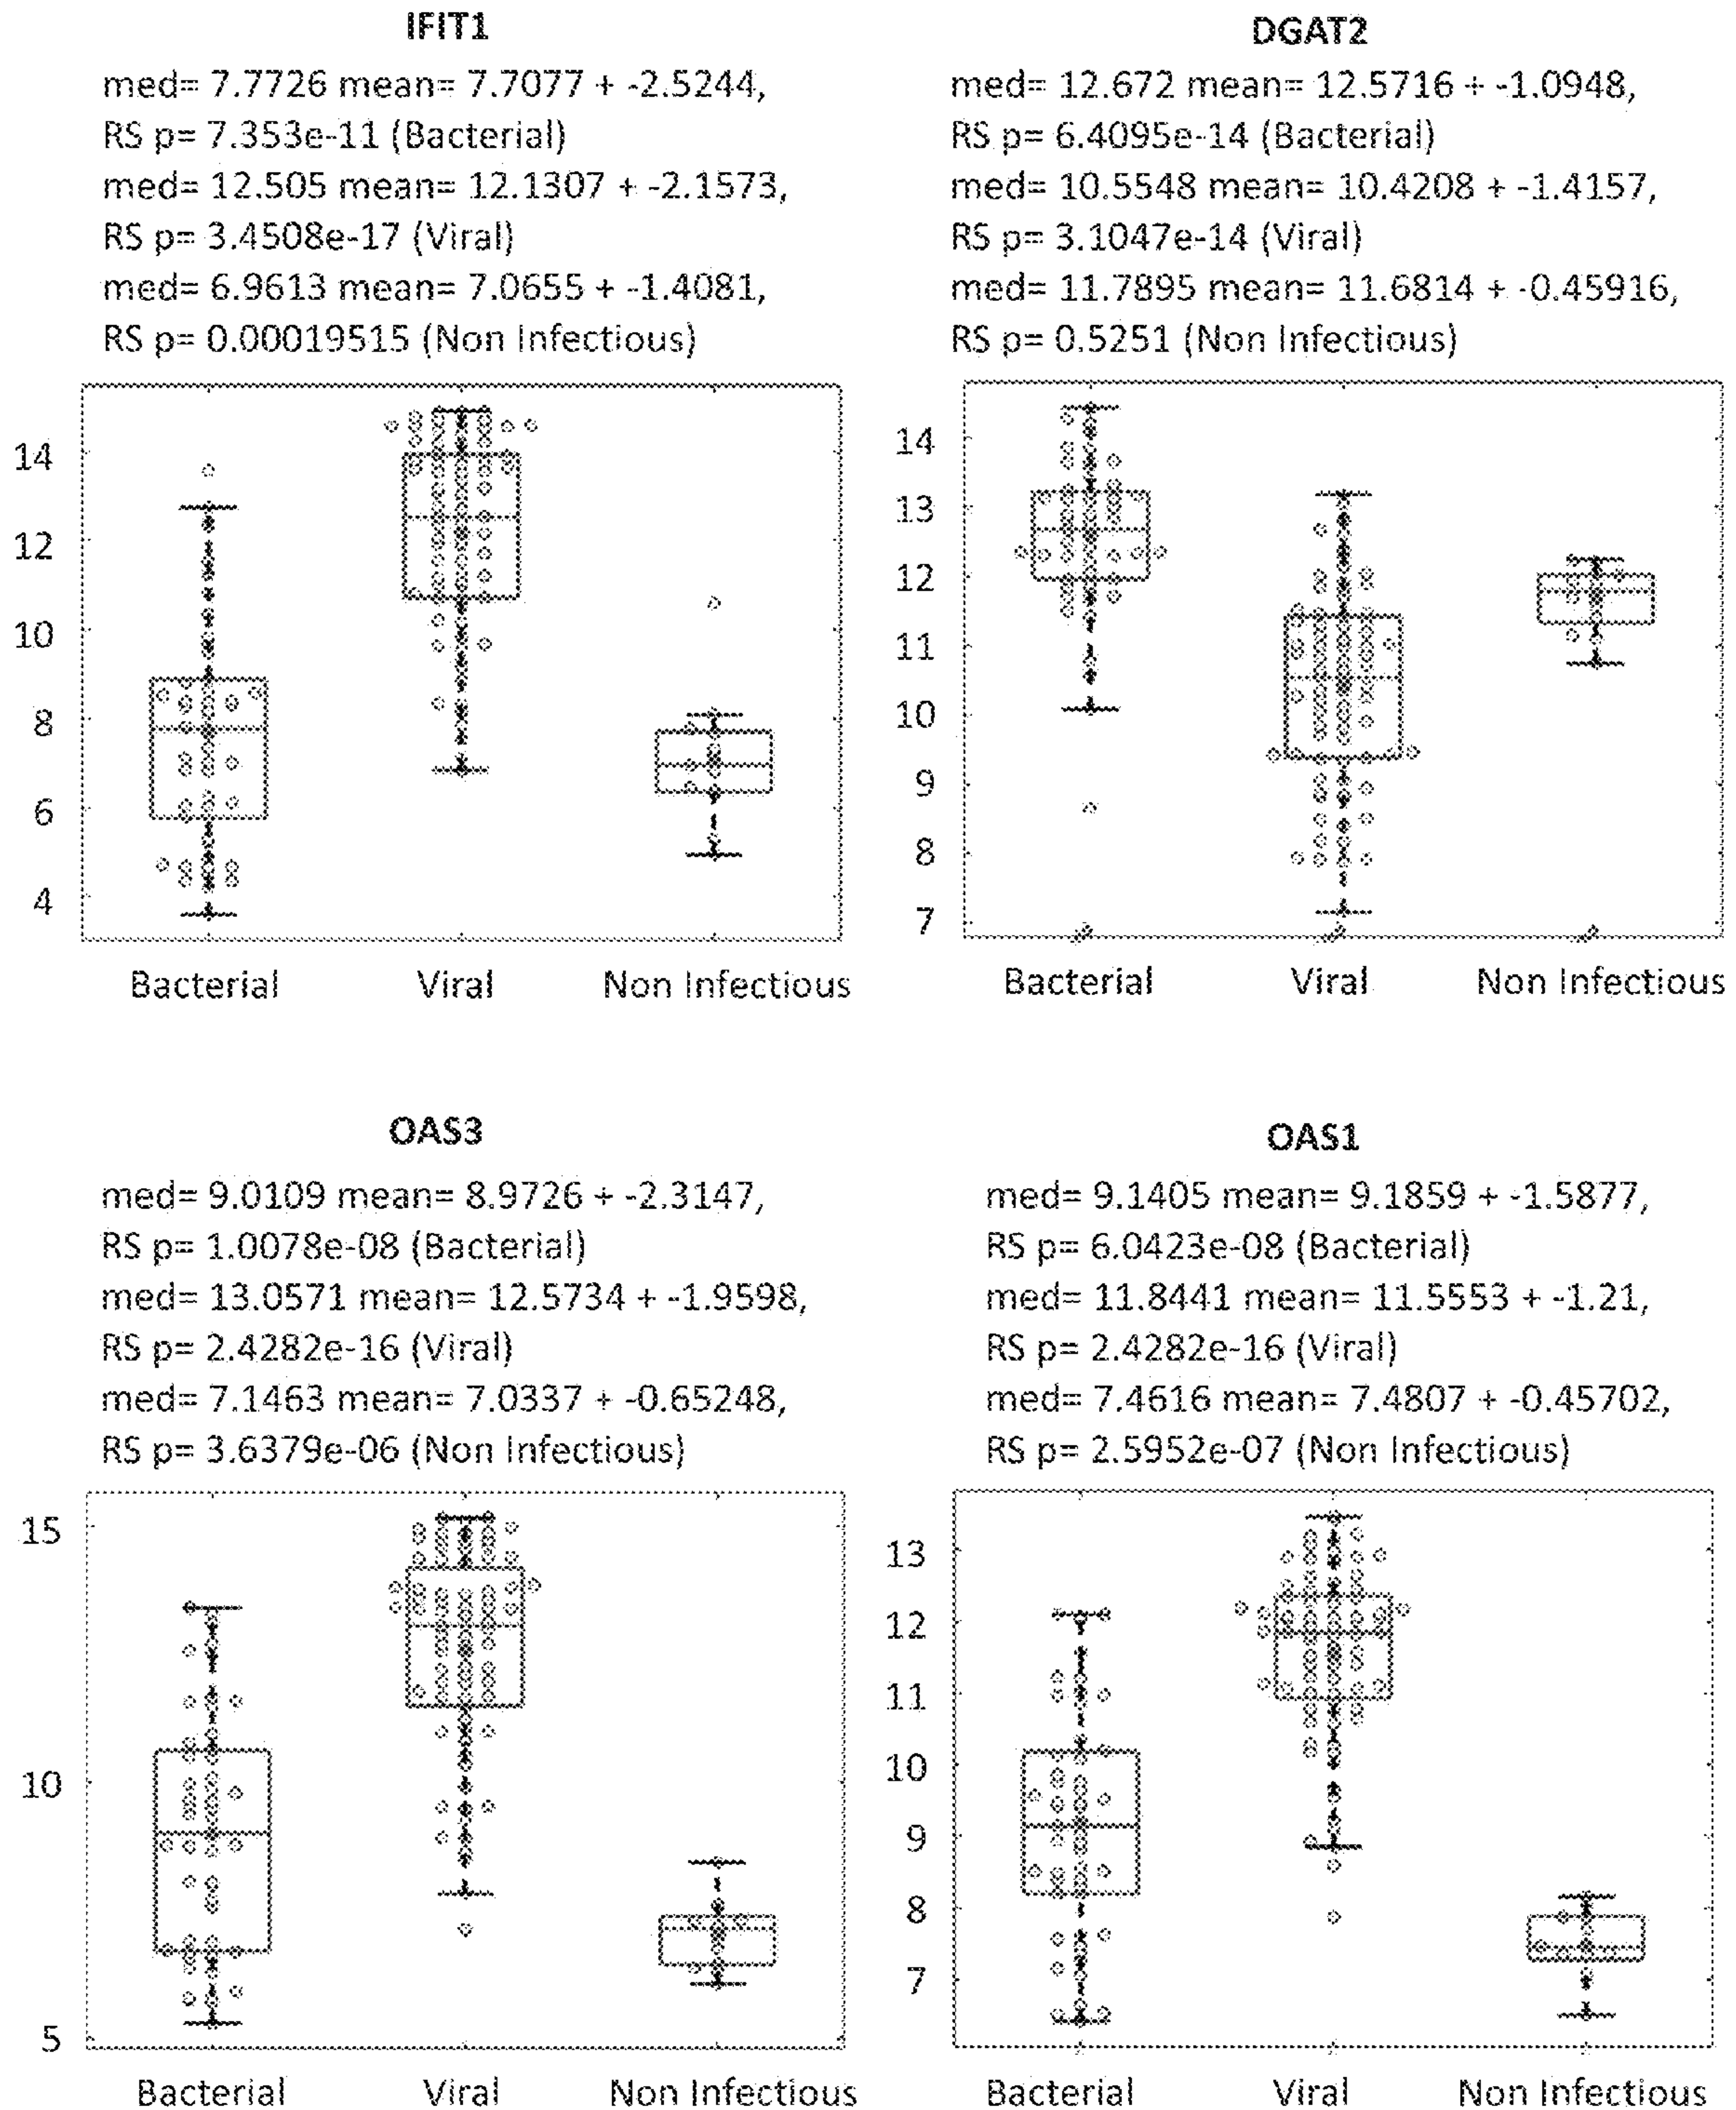 IFIT1
med= 7.7726 mean= 7.7077 + -2.5244,
RS p= 7.353e-11 (Bacterial)
med= 12.505 mean= 12.1307 + -2.1573,
RS p= 3.4508e-17 (Viral)
med= 6.9613 mean= 7.0655 + -1.4081,
RS p= 0.00019515 (Non Infectious)
14
12
10
8
6
4
Bacterial
Viral
Non Infectious
DGAT2
med= 12.672 mean= 12.5716 + -1.0948,
RS p= 6.4095e-14 (Bacterial)
med= 10.5548 mean= 10.4208 + -1.4157,
RS p= 3.1047e-14 (Viral)
med= 11.7895 mean= 11.6814 + -0.45916,
RS p= 0.5251 (Non Infectious)
14
13
12
11
10
9
8
7
Bacterial
Viral
Non Infectious
OAS3
med= 9.0109 mean= 8.9726 + -2.3147,
RS p= 1.0078e-08 (Bacterial)
med= 13.0571 mean= 12.5734 + -1.9598,
RS p= 2.4282e-16 (Viral)
med= 7.1463 mean= 7.0337 + -0.65248,
RS p= 3.6379e-06 (Non Infectious)
15
10
5
Bacterial
Viral
Non Infectious
OAS1
med= 9.1405 mean= 9.1859 + -1.5877,
RS p= 6.0423e-08 (Bacterial)
med= 11.8441 mean= 11.5553 + -1.21,
RS p= 2.4282e-16 (Viral)
med= 7.4616 mean= 7.4807 + -0.45702,
RS p= 2.5952e-07 (Non Infectious)
13
12
11
10
9
8
7
Bacterial
Viral
Non Infectious